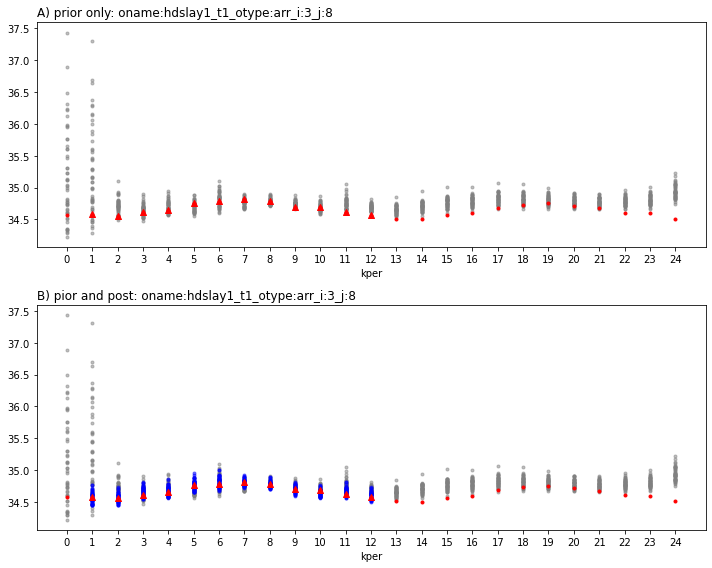 A) prior only: oname:hdslay1_t1_otype:arr_i:3_j:8
37.5
37.0
36.5
36.0
35.5
35.0
34.5
0 1 2 3 4 5 6 7 8 9 10 11 12 13 14 15 16 17 18 19 20 21 22 23 24
kper
B) pior and post: oname:hdslay1_t1_otype:arr_i:3_j:8
37.5
37.0
36.5
36.0
35.5
35.0
34.5
0 1 2 3 4 5 6 7 8 9 10 11 12 13 14 15 16 17 18 19 20 21 22 23 24
kper